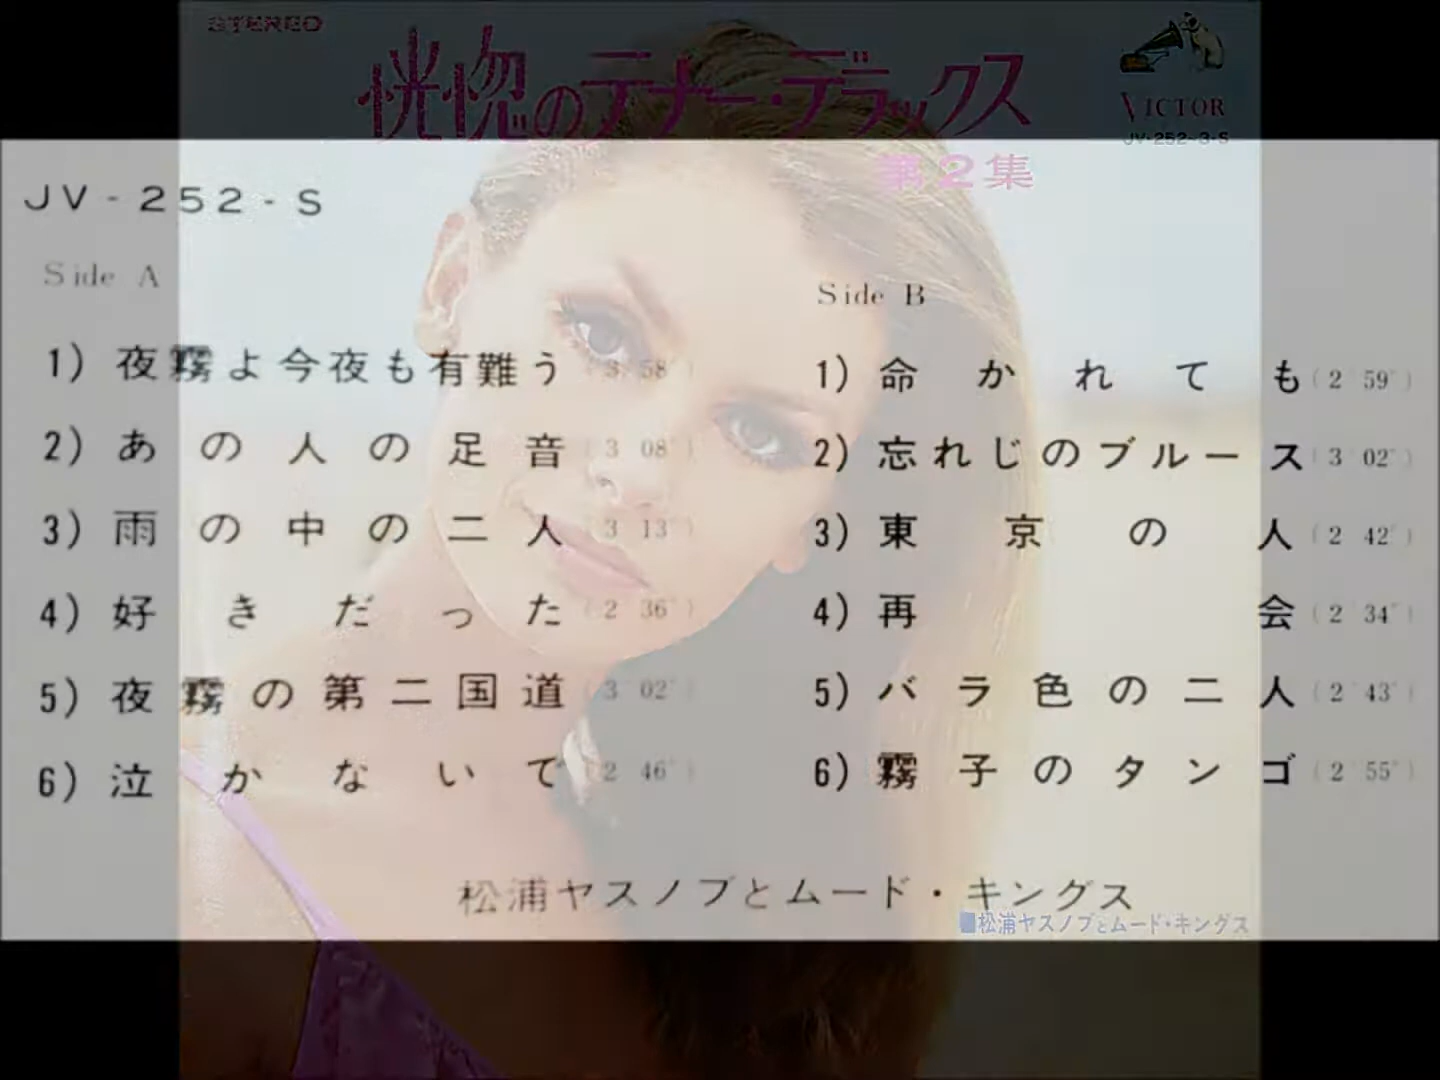 STEREO
恍惚のテナー・デラックス
第2集
VICTOR
JV-252~3-S
JV-252-S
Side A
1) 夜霧よ今夜も有難う (3′58″)
2) あの人の足音 (3′08″)
3) 雨の中の二人 (3′13″)
4) 好きだった (2′36″)
5) 夜霧の第二国道 (3′02″)
6) 泣かないで (2′46″)
Side B
1) 命かれても (2′59″)
2) 忘れじのブルース (3′02″)
3) 東京の人 (2′42″)
4) 再会 (2′34″)
5) バラ色の二人 (2′43″)
6) 霧子のタンゴ (2′55″)
松浦ヤスノブとムード・キングス
■松浦ヤスノブとムード・キングス